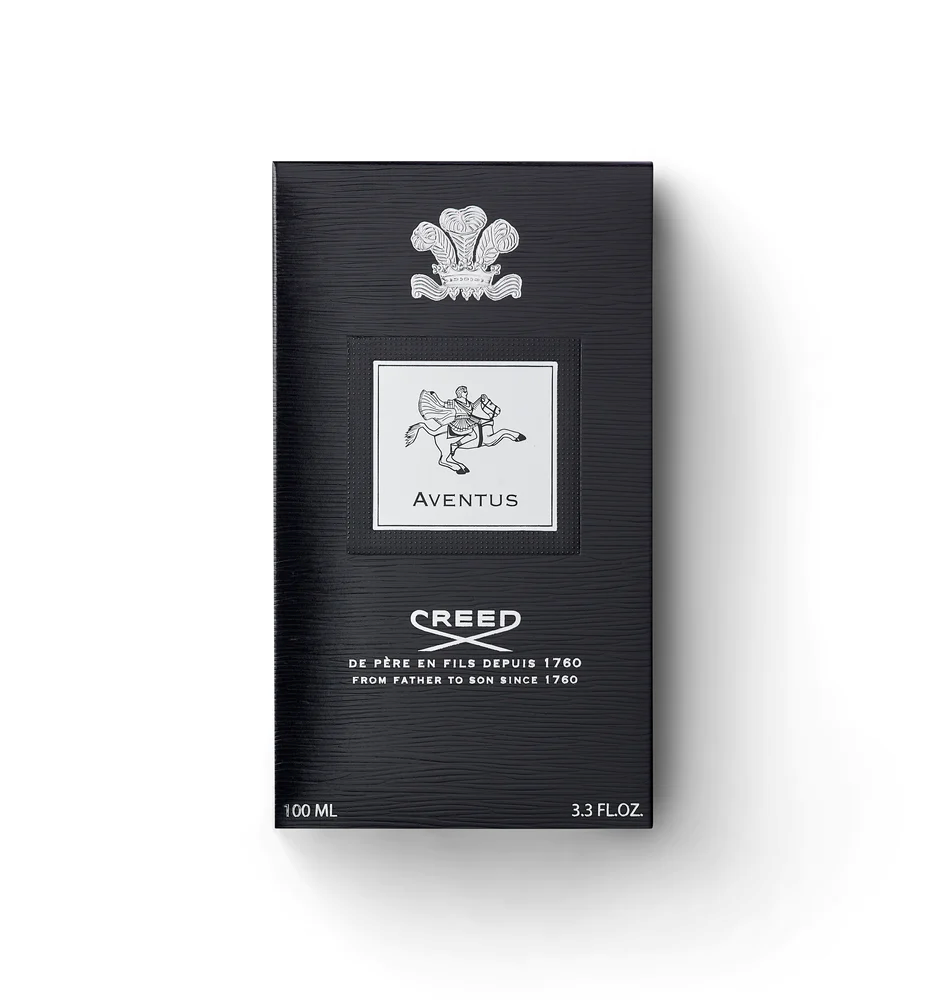 AVENTUS
CREED
DE PÈRE EN FILS DEPUIS 1760
FROM FATHER TO SON SINCE 1760
100 ML
3.3 FL.OZ.